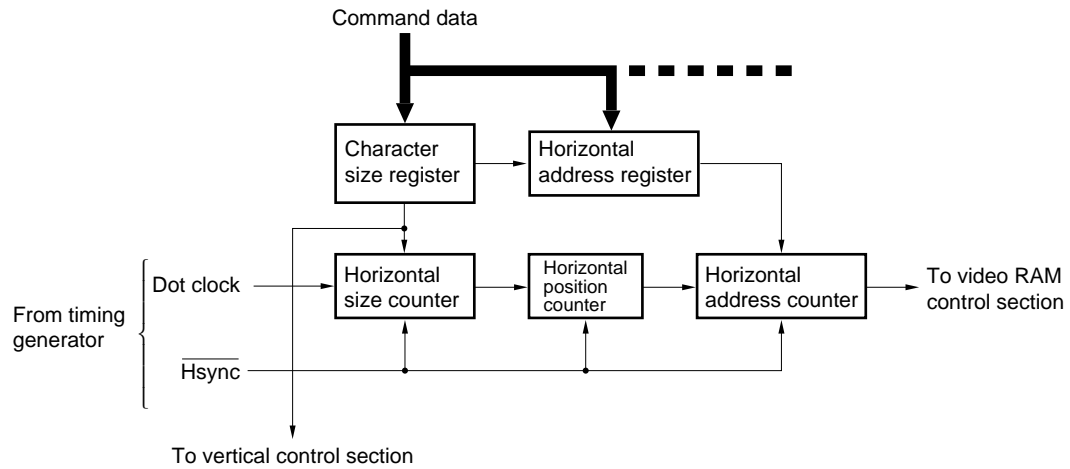 Command data
Character
size register
Horizontal
address register
Dot clock
Horizontal
size counter
Horizontal
position
counter
Horizontal
address counter
To video RAM
control section
From timing
generator
Hsync
To vertical control section